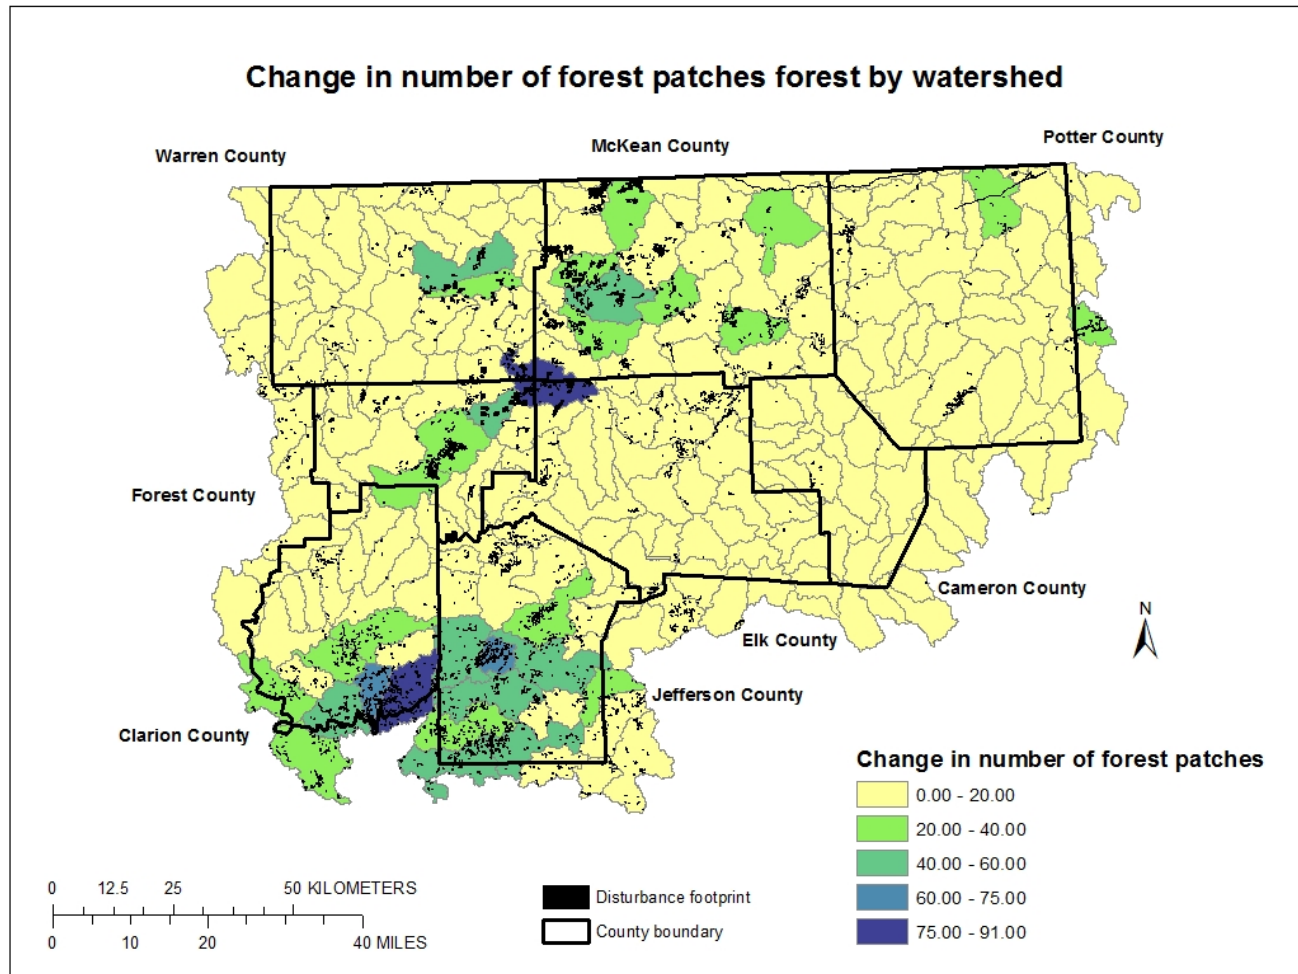 Change in number of forest patches forest by watershed
Warren County
McKean County
Potter County
Forest County
Cameron County
Elk County
Jefferson County
Clarion County
N
Change in number of forest patches
0.00 - 20.00
20.00 - 40.00
40.00 - 60.00
60.00 - 75.00
75.00 - 91.00
Disturbance footprint
County boundary
0 12.5 25 50 KILOMETERS
0 10 20 40 MILES